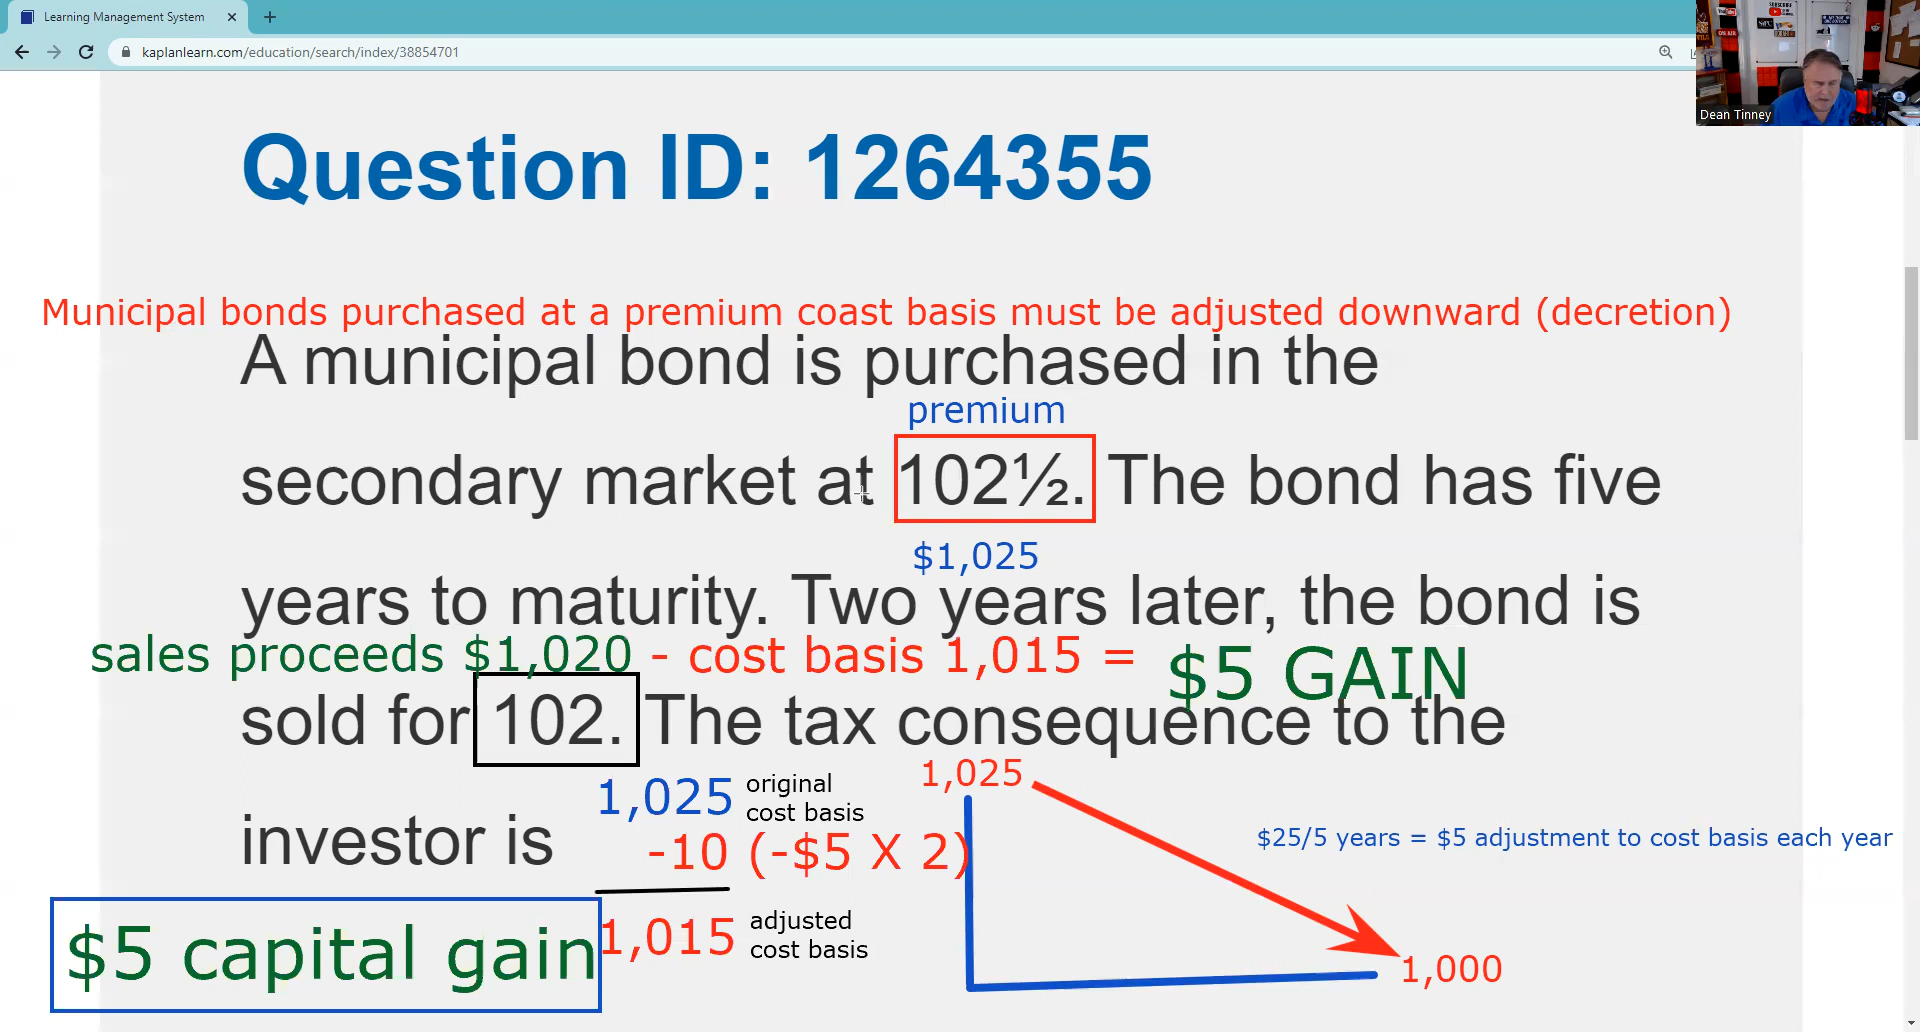 Learning Management System
kaplanlearn.com/education/search/index/38854701
SUBSCRIBE
ON AIR
Dean Tinney
Question ID: 1264355
Municipal bonds purchased at a premium coast basis must be adjusted downward (decretion)
A municipal bond is purchased in the
premium
secondary market at 102½. The bond has five
$1,025
years to maturity. Two years later, the bond is
sales proceeds $1,020 - cost basis 1,015 = $5 GAIN
sold for 102. The tax consequence to the
1,025 original cost basis
1,025
investor is
-10 (-$5 X 2)
$25/5 years = $5 adjustment to cost basis each year
$5 capital gain
1,015 adjusted cost basis
1,000